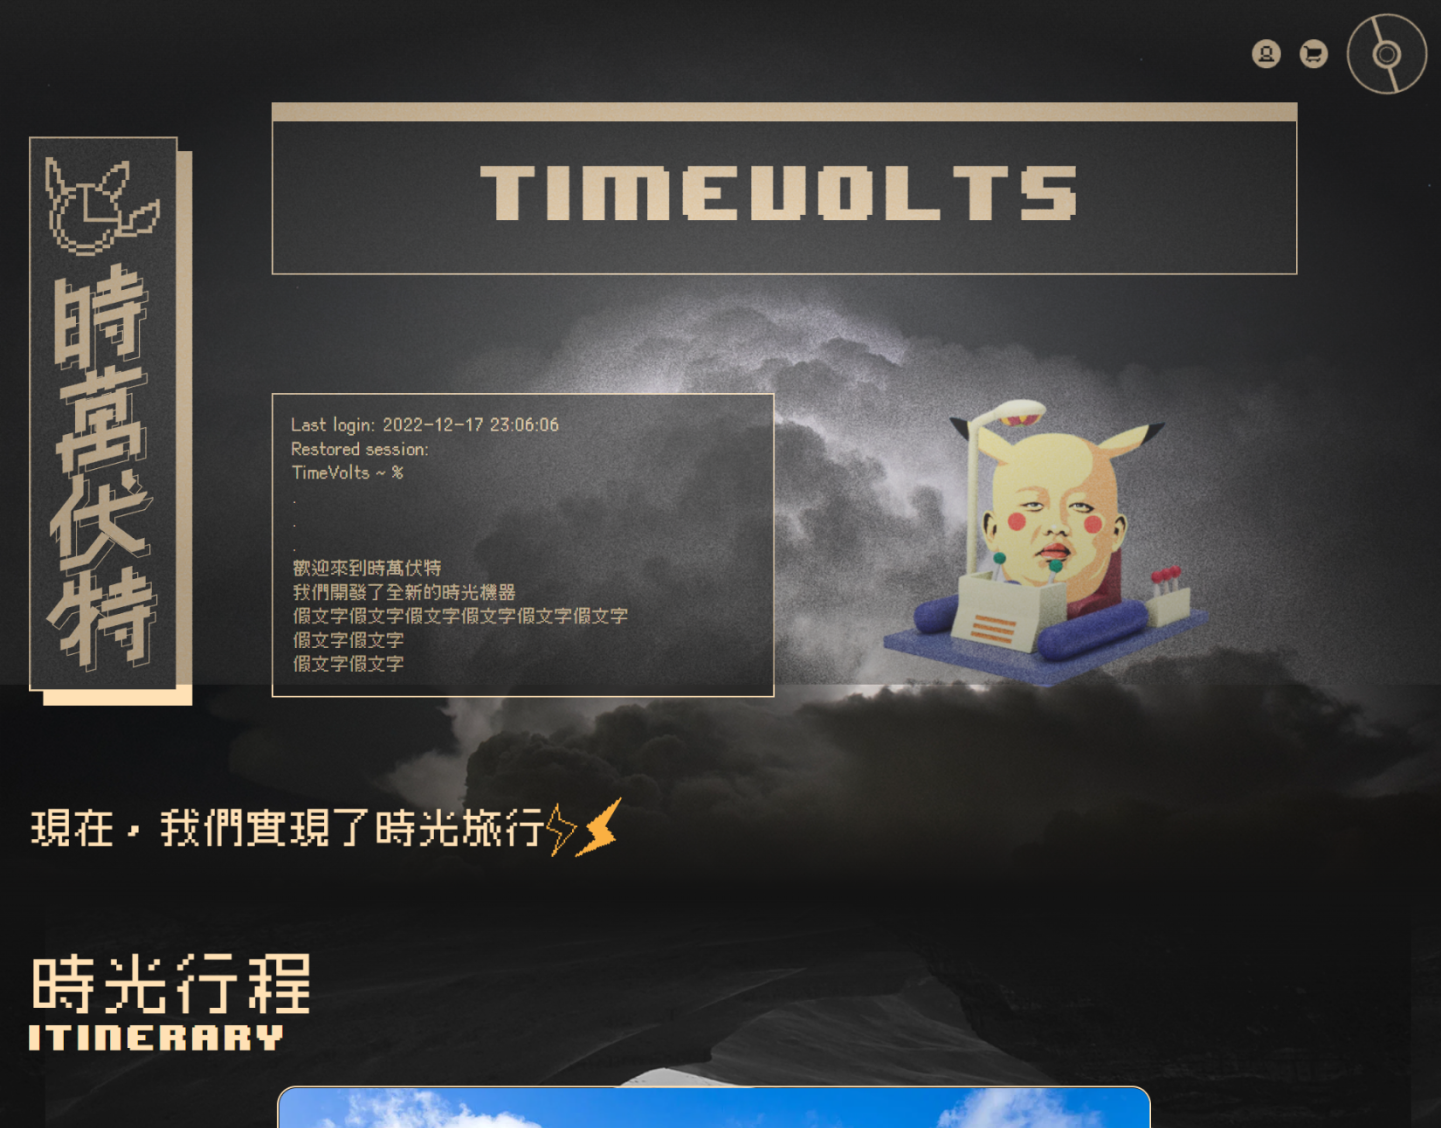 時萬伏特
TIMEVOLTS
Last login: 2022-12-17 23:06:06
Restored session:
TimeVolts ~ %
.
.
.
歡迎來到時萬伏特
我們開發了全新的時光機器
假文字假文字假文字假文字假文字假文字
假文字假文字
假文字假文字
現在，我們實現了時光旅行
時光行程
ITINERARY